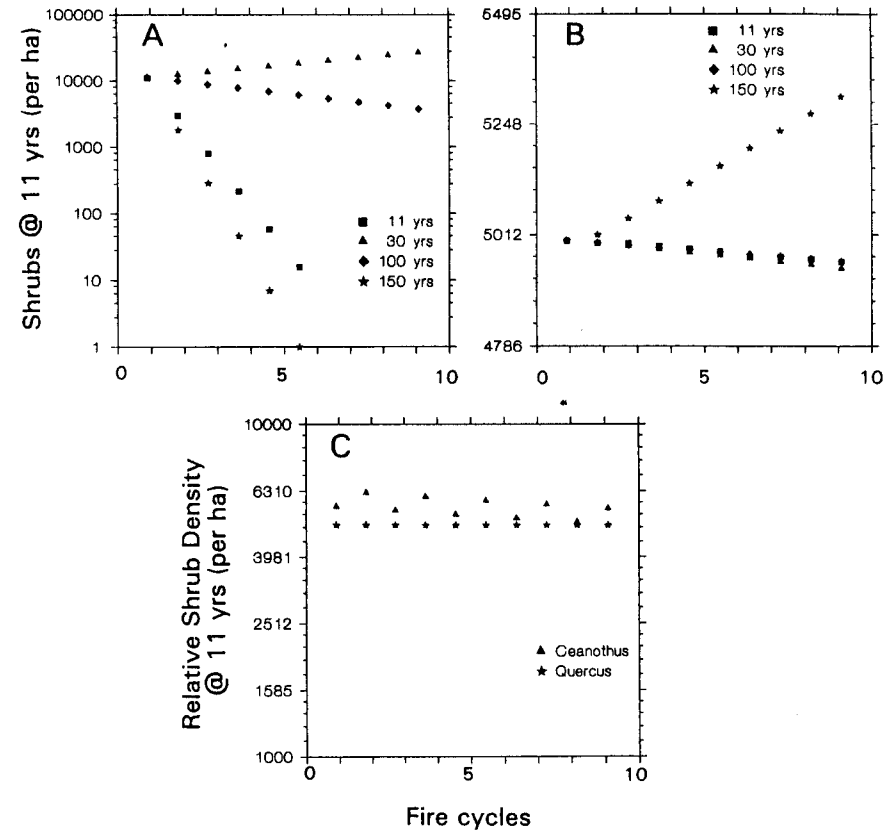 A
Shrubs @ 11 yrs (per ha)
100000
10000
1000
100
10
1
0
5
10
11 yrs
30 yrs
100 yrs
150 yrs
B
5495
5248
5012
4786
0
5
10
11 yrs
30 yrs
100 yrs
150 yrs
C
Relative Shrub Density
@ 11 yrs (per ha)
10000
6310
3981
2512
1585
1000
0
5
10
Ceanothus
Quercus
Fire cycles